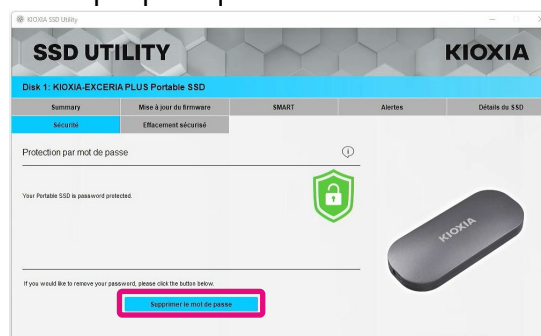 KIOXIA SSD Utility
SSD UTILITY
KIOXIA
Disk 1: KIOXIA-EXCERIA PLUS Portable SSD
Summary
Mise à jour du firmware
SMART
Alertes
Détails du SSD
Sécurité
Effacement sécurisé
Protection par mot de passe
Your Portable SSD is password protected.
KIOXIA
If you would like to remove your password, please click the button below.
Supprimer le mot de passe